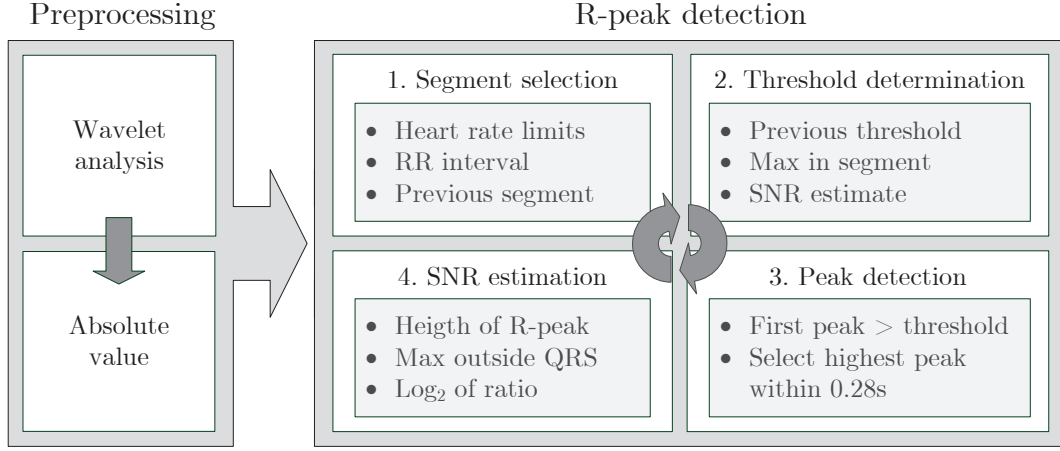 Preprocessing
Wavelet
analysis
Absolute
value
R-peak detection
1. Segment selection
• Heart rate limits
• RR interval
• Previous segment
2. Threshold determination
• Previous threshold
• Max in segment
• SNR estimate
4. SNR estimation
• Heigth of R-peak
• Max outside QRS
• Log₂ of ratio
3. Peak detection
• First peak > threshold
• Select highest peak
within 0.28s